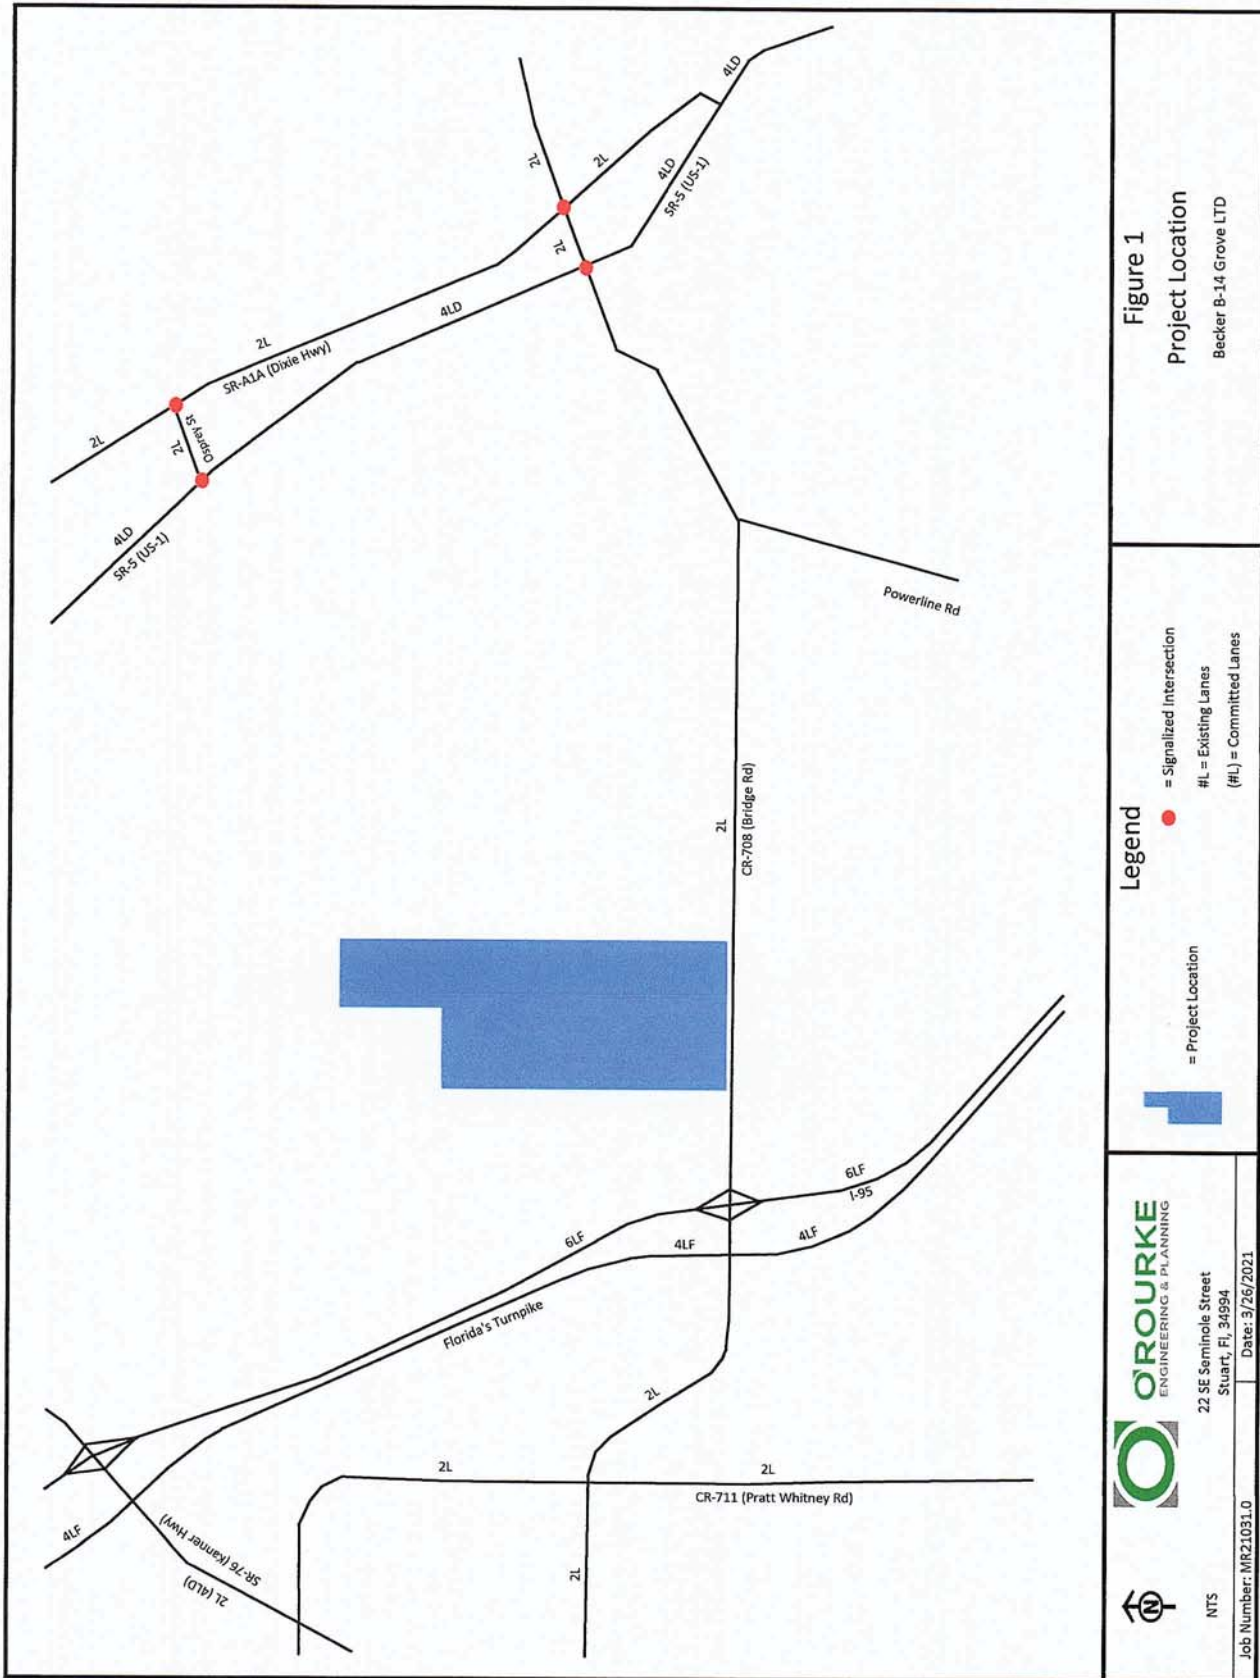 2L
4LD
SR-5 (US-1)
2L
Osprey St
2L
SR-A1A (Dixie Hwy)
4LD
2L
2L
2L
4LD
SR-5 (US-1)
4LD
Powerline Rd
2L
CR-708 (Bridge Rd)
6LF
4LF
Florida's Turnpike
6LF
I-95
4LF
4LF
SR-76 (Kanner Hwy)
2L (4LD)
2L
2L
2L
CR-711 (Pratt Whitney Rd)
2L
N
NTS
O'ROURKE
ENGINEERING & PLANNING
22 SE Seminole Street
Stuart, Fl, 34994
Job Number: MR21031.0
Date: 3/26/2021
Legend
= Project Location
= Signalized Intersection
#L = Existing Lanes
(#L) = Committed Lanes
Figure 1
Project Location
Becker B-14 Grove LTD